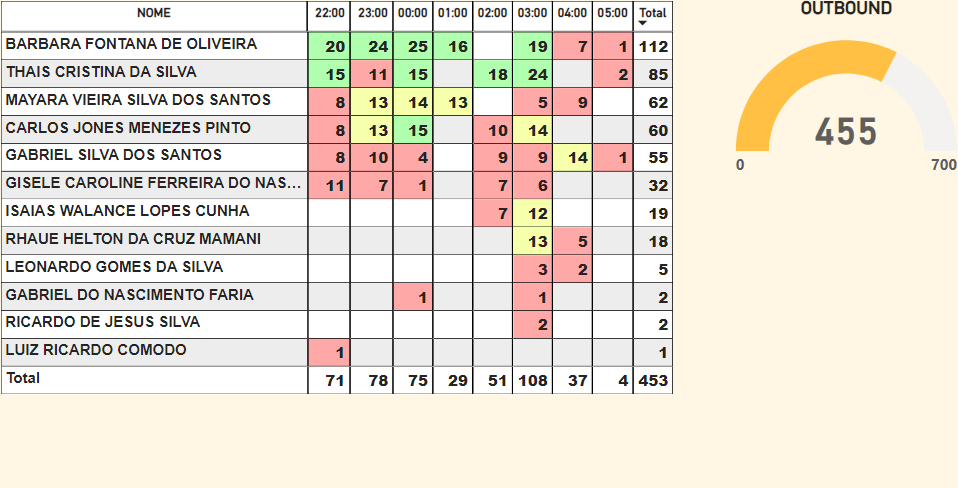 NOME 22:00 23:00 00:00 01:00 02:00 03:00 04:00 05:00 Total
BARBARA FONTANA DE OLIVEIRA 20 24 25 16 19 7 1 112
THAIS CRISTINA DA SILVA 15 11 15 18 24 2 85
MAYARA VIEIRA SILVA DOS SANTOS 8 13 14 13 5 9 62
CARLOS JONES MENEZES PINTO 8 13 15 10 14 60
GABRIEL SILVA DOS SANTOS 8 10 4 9 9 14 1 55
GISELE CAROLINE FERREIRA DO NAS... 11 7 1 7 6 32
ISAIAS WALANCE LOPES CUNHA 7 12 19
RHAUE HELTON DA CRUZ MAMANI 13 5 18
LEONARDO GOMES DA SILVA 3 2 5
GABRIEL DO NASCIMENTO FARIA 1 1 2
RICARDO DE JESUS SILVA 2 2
LUIZ RICARDO COMODO 1 1
Total 71 78 75 29 51 108 37 4 453
OUTBOUND
455
0 700